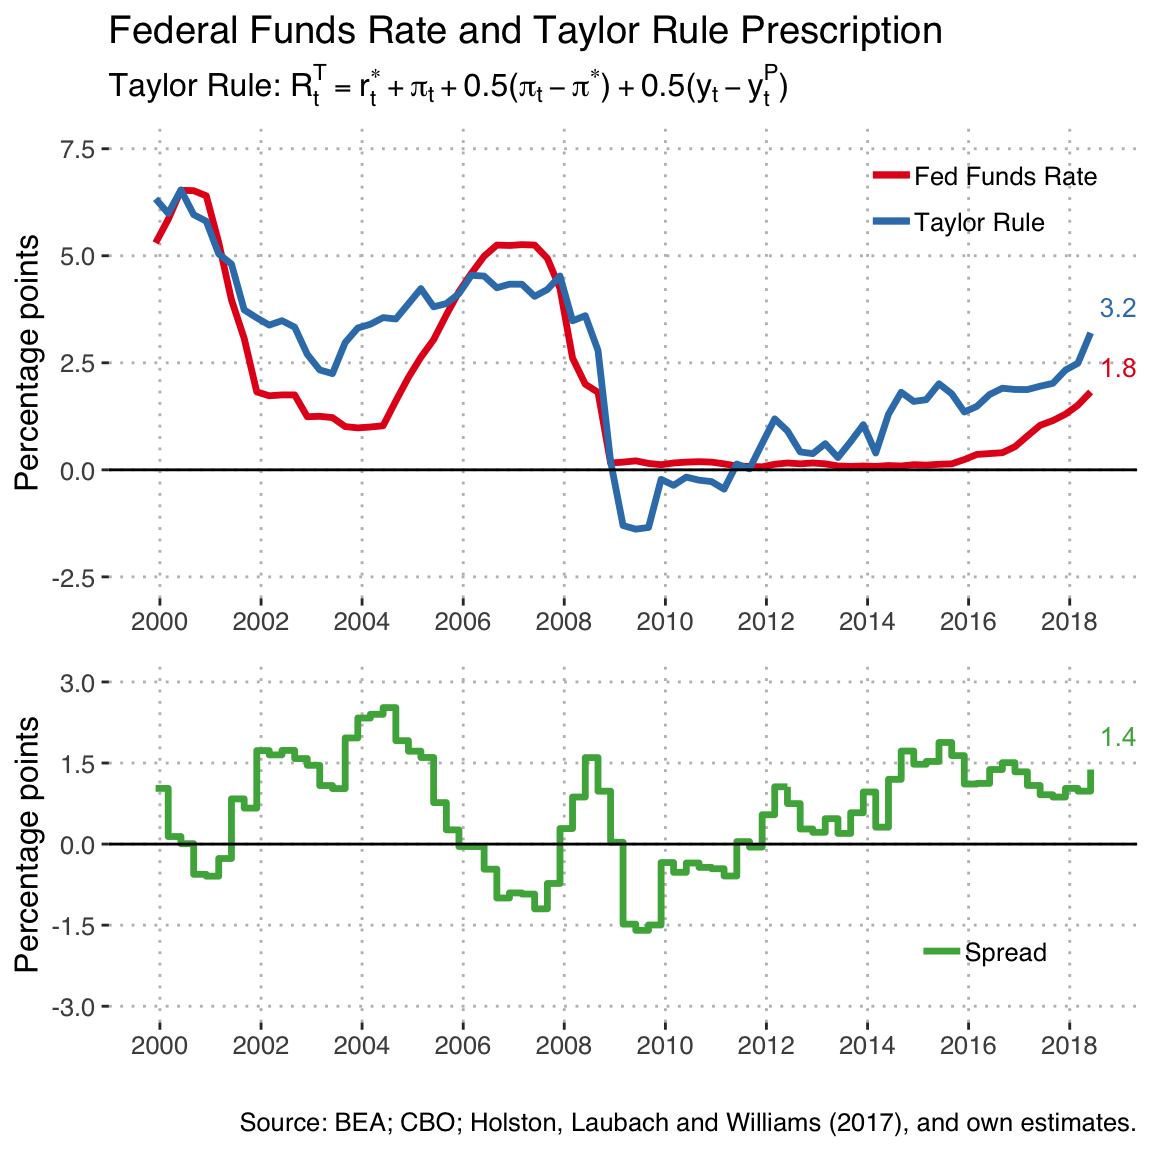 Federal Funds Rate and Taylor Rule Prescription
Taylor Rule: R_t^T = r_t^* + π_t + 0.5(π_t − π^*) + 0.5(y_t − y_t^P)
Percentage points
7.5
5.0
2.5
0.0
-2.5
Fed Funds Rate
Taylor Rule
3.2
1.8
2000 2002 2004 2006 2008 2010 2012 2014 2016 2018
Percentage points
3.0
1.5
0.0
-1.5
-3.0
1.4
Spread
2000 2002 2004 2006 2008 2010 2012 2014 2016 2018
Source: BEA; CBO; Holston, Laubach and Williams (2017), and own estimates.